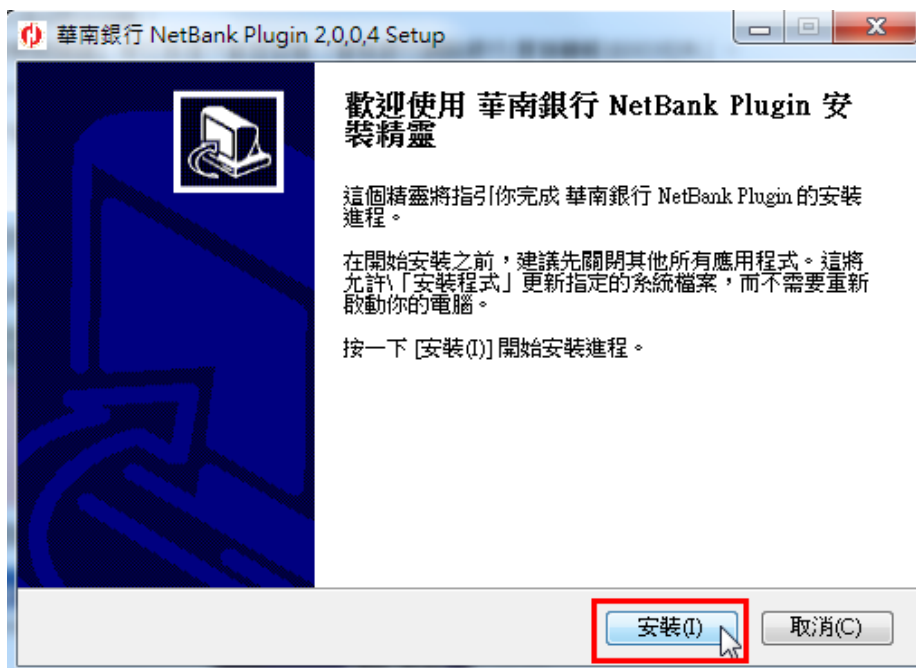 華南銀行 NetBank Plugin 2,0,0,4 Setup
歡迎使用 華南銀行 NetBank Plugin 安
裝精靈
這個精靈將指引你完成 華南銀行 NetBank Plugin 的安裝
進程。
在開始安裝之前，建議先關閉其他所有應用程式。這將
允許\「安裝程式」更新指定的系統檔案，而不需要重新
啟動你的電腦。
按一下 [安裝(I)] 開始安裝進程。
安裝(I)
取消(C)